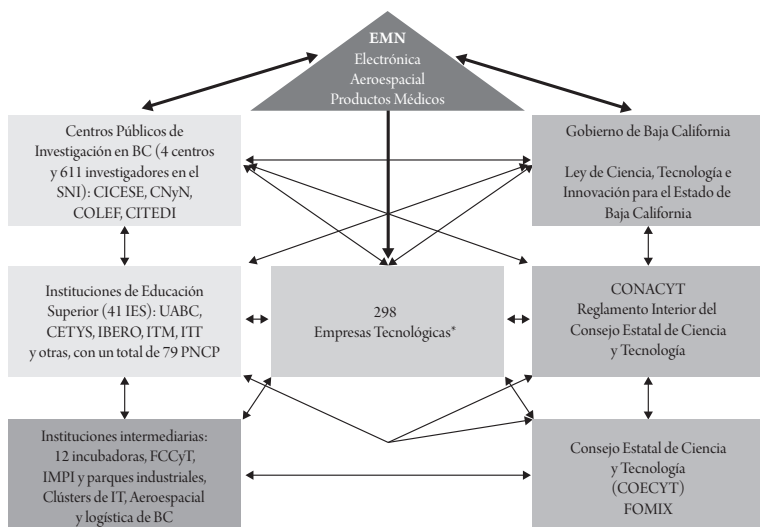 EMN
Electrónica
Aeroespacial
Productos Médicos
Centros Públicos de
Investigación en BC (4 centros
y 611 investigadores en el
SNI): CICESE, CNyN,
COLEF, CITEDI
Gobierno de Baja California
Ley de Ciencia, Tecnología e
Innovación para el Estado de
Baja California
Instituciones de Educación
Superior (41 IES): UABC,
CETYS, IBERO, ITM, ITT
y otras, con un total de 79 PNCP
298
Empresas Tecnológicas*
CONACYT
Reglamento Interior del
Consejo Estatal de Ciencia
y Tecnología
Instituciones intermediarias:
12 incubadoras, FCCyT,
IMPI y parques industriales,
Clústers de IT, Aeroespacial
y logística de BC
Consejo Estatal de Ciencia
y Tecnología
(COECYT)
FOMIX